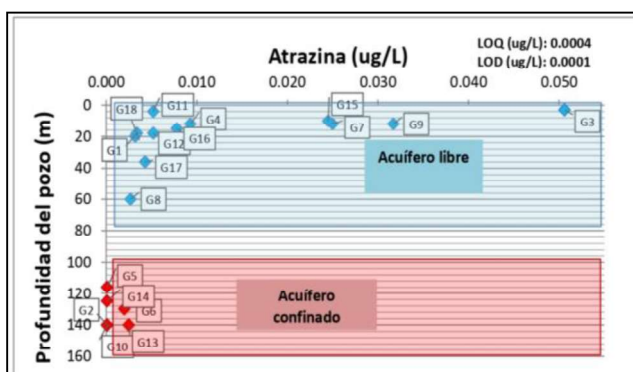 Atrazina (ug/L)
LOQ (ug/L): 0.0004
LOD (ug/L): 0.0001
0.000 0.010 0.020 0.030 0.040 0.050
Profundidad del pozo (m)
0
20
40
60
80
100
120
140
160
G18
G11
G4
G15
G1
G12
G16
G7
G9
G3
G17
G8
Acuífero libre
G5
G14
G2
G6
G10
G13
Acuífero
confinado